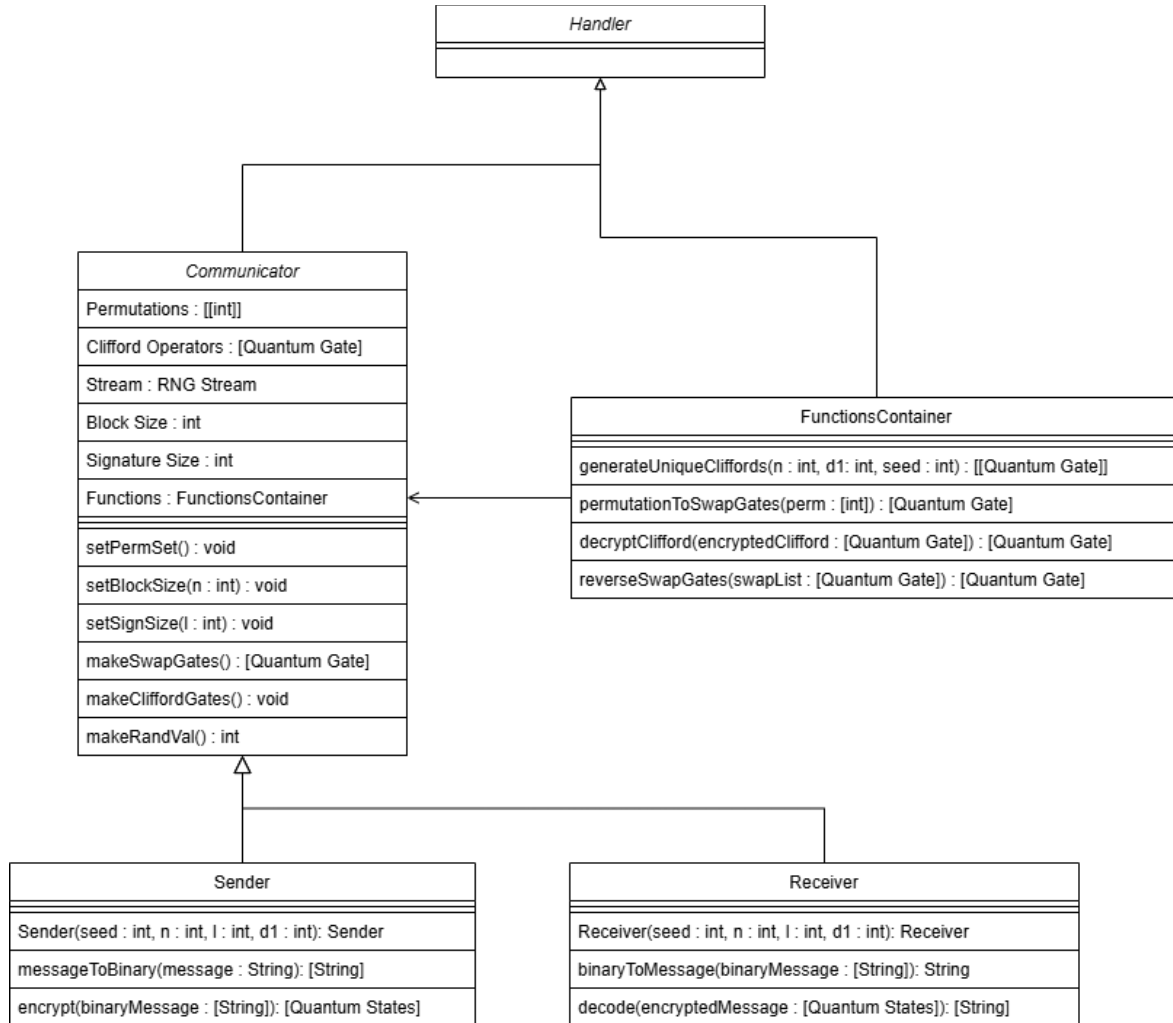 Handler
Communicator
Permutations : [[int]]
Clifford Operators : [Quantum Gate]
Stream : RNG Stream
Block Size : int
Signature Size : int
Functions : FunctionsContainer
setPermSet() : void
setBlockSize(n : int) : void
setSignSize(l : int) : void
makeSwapGates() : [Quantum Gate]
makeCliffordGates() : void
makeRandVal() : int
FunctionsContainer
generateUniqueCliffords(n : int, d1: int, seed : int) : [[Quantum Gate]]
permutationToSwapGates(perm : [int]) : [Quantum Gate]
decryptClifford(encryptedClifford : [Quantum Gate]) : [Quantum Gate]
reverseSwapGates(swapList : [Quantum Gate]) : [Quantum Gate]
Sender
Sender(seed : int, n : int, l : int, d1 : int): Sender
messageToBinary(message : String): [String]
encrypt(binaryMessage : [String]): [Quantum States]
Receiver
Receiver(seed : int, n : int, l : int, d1 : int): Receiver
binaryToMessage(binaryMessage : [String]): String
decode(encryptedMessage : [Quantum States]): [String]